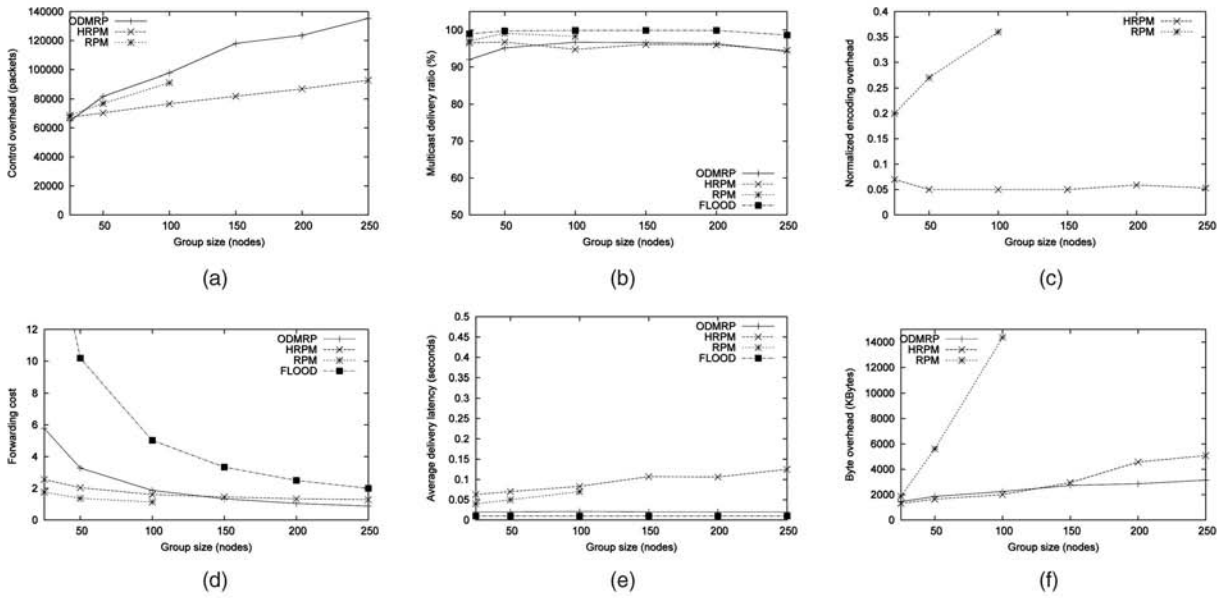 140000
120000
100000
80000
60000
40000
20000
0
Control overhead (packets)
ODMRP
HRPM
RPM
50 100 150 200 250
Group size (nodes)
(a)
100
90
80
70
60
50
Multicast delivery ratio (%)
ODMRP
HRPM
RPM
FLOOD
50 100 150 200 250
Group size (nodes)
(b)
0.4
0.35
0.3
0.25
0.2
0.15
0.1
0.05
0
Normalized encoding overhead
HRPM
RPM
50 100 150 200 250
Group size (nodes)
(c)
12
10
8
6
4
2
0
Forwarding cost
ODMRP
HRPM
RPM
FLOOD
50 100 150 200 250
Group size (nodes)
(d)
0.5
0.45
0.4
0.35
0.3
0.25
0.2
0.15
0.1
0.05
0
Average delivery latency (seconds)
ODMRP
HRPM
RPM
FLOOD
50 100 150 200 250
Group size (nodes)
(e)
14000
12000
10000
8000
6000
4000
2000
0
Byte overhead (KBytes)
ODMRP
HRPM
RPM
50 100 150 200 250
Group size (nodes)
(f)